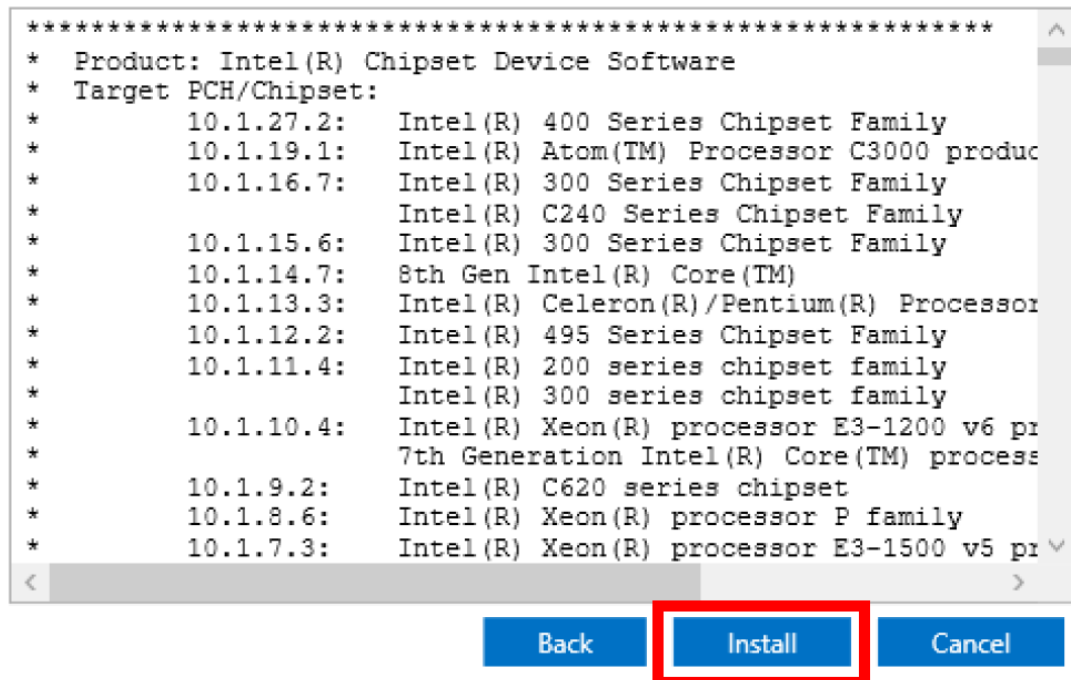 *************************************************************
* Product: Intel(R) Chipset Device Software
* Target PCH/Chipset:
* 10.1.27.2: Intel(R) 400 Series Chipset Family
* 10.1.19.1: Intel(R) Atom(TM) Processor C3000
* 10.1.16.7: Intel(R) 300 Series Chipset Family
* Intel(R) C240 Series Chipset Family
* 10.1.15.6: Intel(R) 300 Series Chipset Family
* 10.1.14.7: 8th Gen Intel(R) Core(TM)
* 10.1.13.3: Intel(R) Celeron(R)/Pentium(R) Processor
* 10.1.12.2: Intel(R) 495 Series Chipset Family
* 10.1.11.4: Intel(R) 200 series chipset family
* Intel(R) 300 series chipset family
* 10.1.10.4: Intel(R) Xeon(R) processor E3-1200 v6
* 7th Generation Intel(R) Core(TM)
* 10.1.9.2: Intel(R) C620 series chipset
* 10.1.8.6: Intel(R) Xeon(R) processor P family
* 10.1.7.3: Intel(R) Xeon(R) processor E3-1500 v5
Back Install Cancel